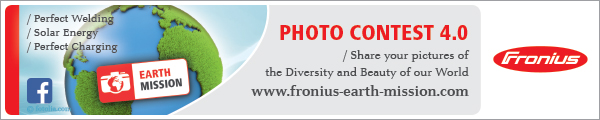 / Perfect Welding
/ Solar Energy
/ Perfect Charging
EARTH
MISSION
© fotolia.com
PHOTO CONTEST 4.0
/ Share your pictures of
the Diversity and Beauty of our World
www.fronius-earth-mission.com
Fronius